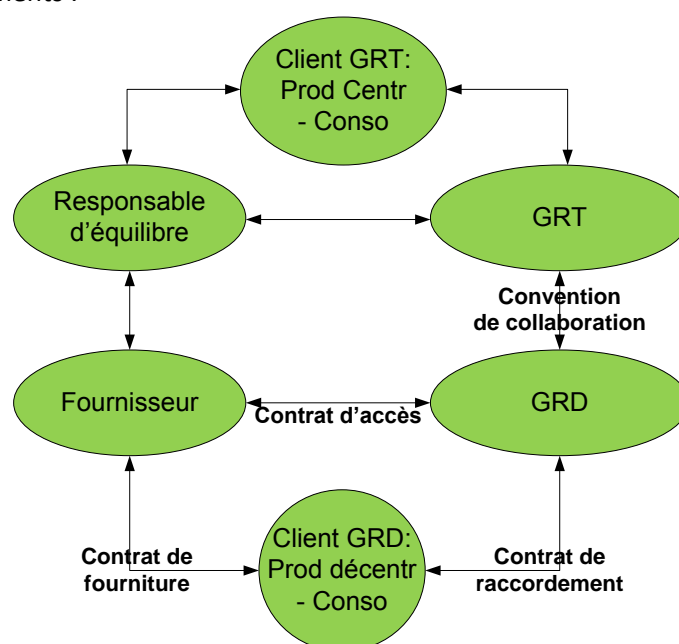 Client GRT:
Prod Centr
- Conso
Responsable
d'équilibre
GRT
Convention
de collaboration
Fournisseur
Contrat d'accès
GRD
Client GRD:
Prod décentr
- Conso
Contrat de
fourniture
Contrat de
raccordement